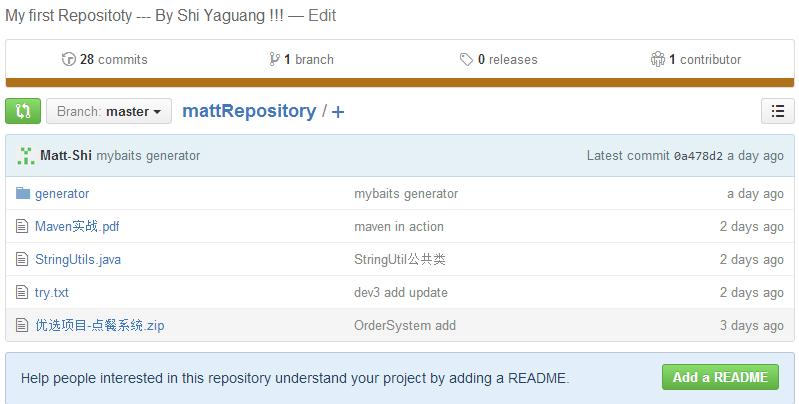 My first Repositoty --- By Shi Yaguang !!! — Edit
28 commits 1 branch 0 releases 1 contributor
Branch: master mattRepository / +
Matt-Shi mybaits generator Latest commit 0a478d2 a day ago
generator mybaits generator a day ago
Maven实战.pdf maven in action 2 days ago
StringUtils.java StringUtil公共类 2 days ago
try.txt dev3 add update 2 days ago
优选项目-点餐系统.zip OrderSystem add 3 days ago
Help people interested in this repository understand your project by adding a README. Add a README